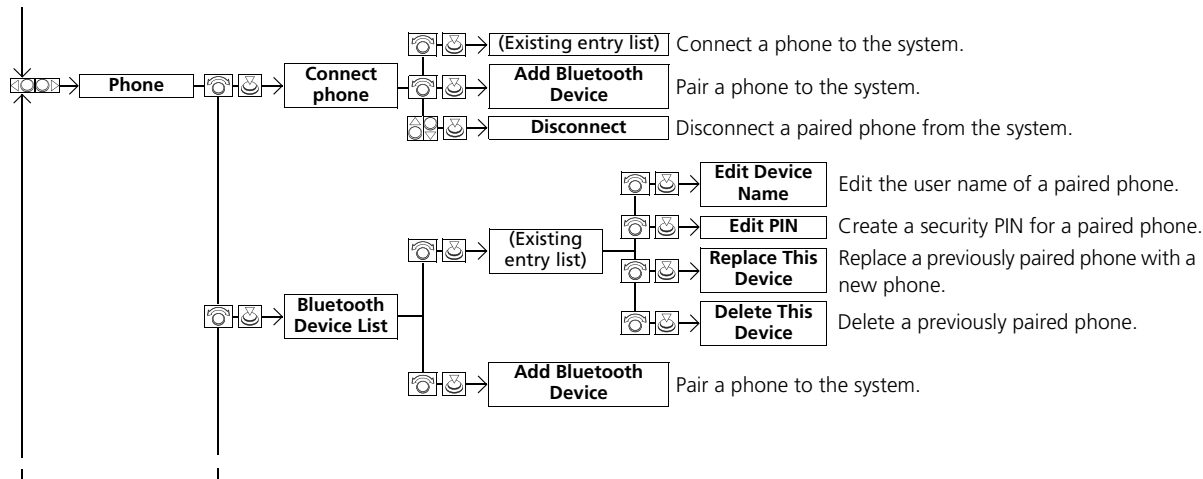 (Existing entry list) Connect a phone to the system.
Phone
Connect
phone
Add Bluetooth
Device
Pair a phone to the system.
Disconnect Disconnect a paired phone from the system.
Edit Device
Name
Edit the user name of a paired phone.
Edit PIN Create a security PIN for a paired phone.
(Existing
entry list)
Replace This
Device
Replace a previously paired phone with a
new phone.
Bluetooth
Device List
Delete This
Device
Delete a previously paired phone.
Add Bluetooth
Device
Pair a phone to the system.